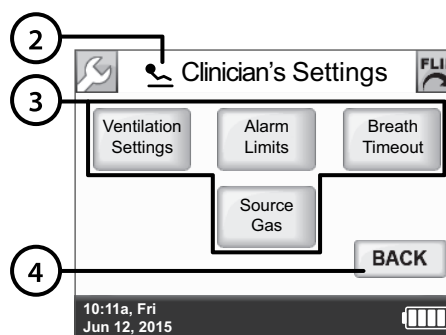 2
Clinician's Settings
FLI
3
Ventilation
Settings
Alarm
Limits
Breath
Timeout
Source
Gas
BACK
4
10:11a, Fri
Jun 12, 2015